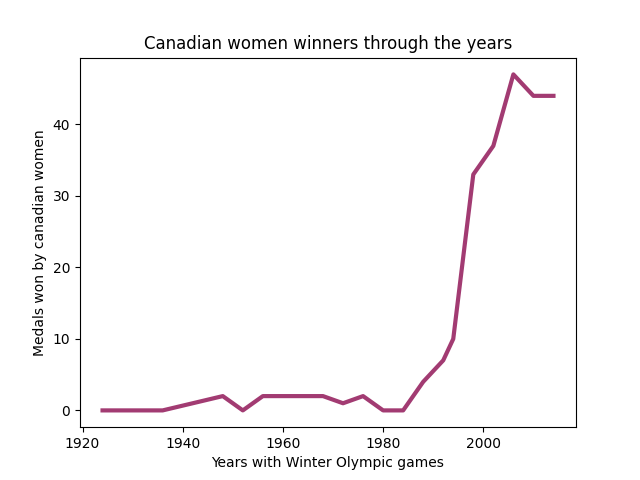 Canadian women winners through the years
Medals won by canadian women
40
30
20
10
0
1920 1940 1960 1980 2000
Years with Winter Olympic games